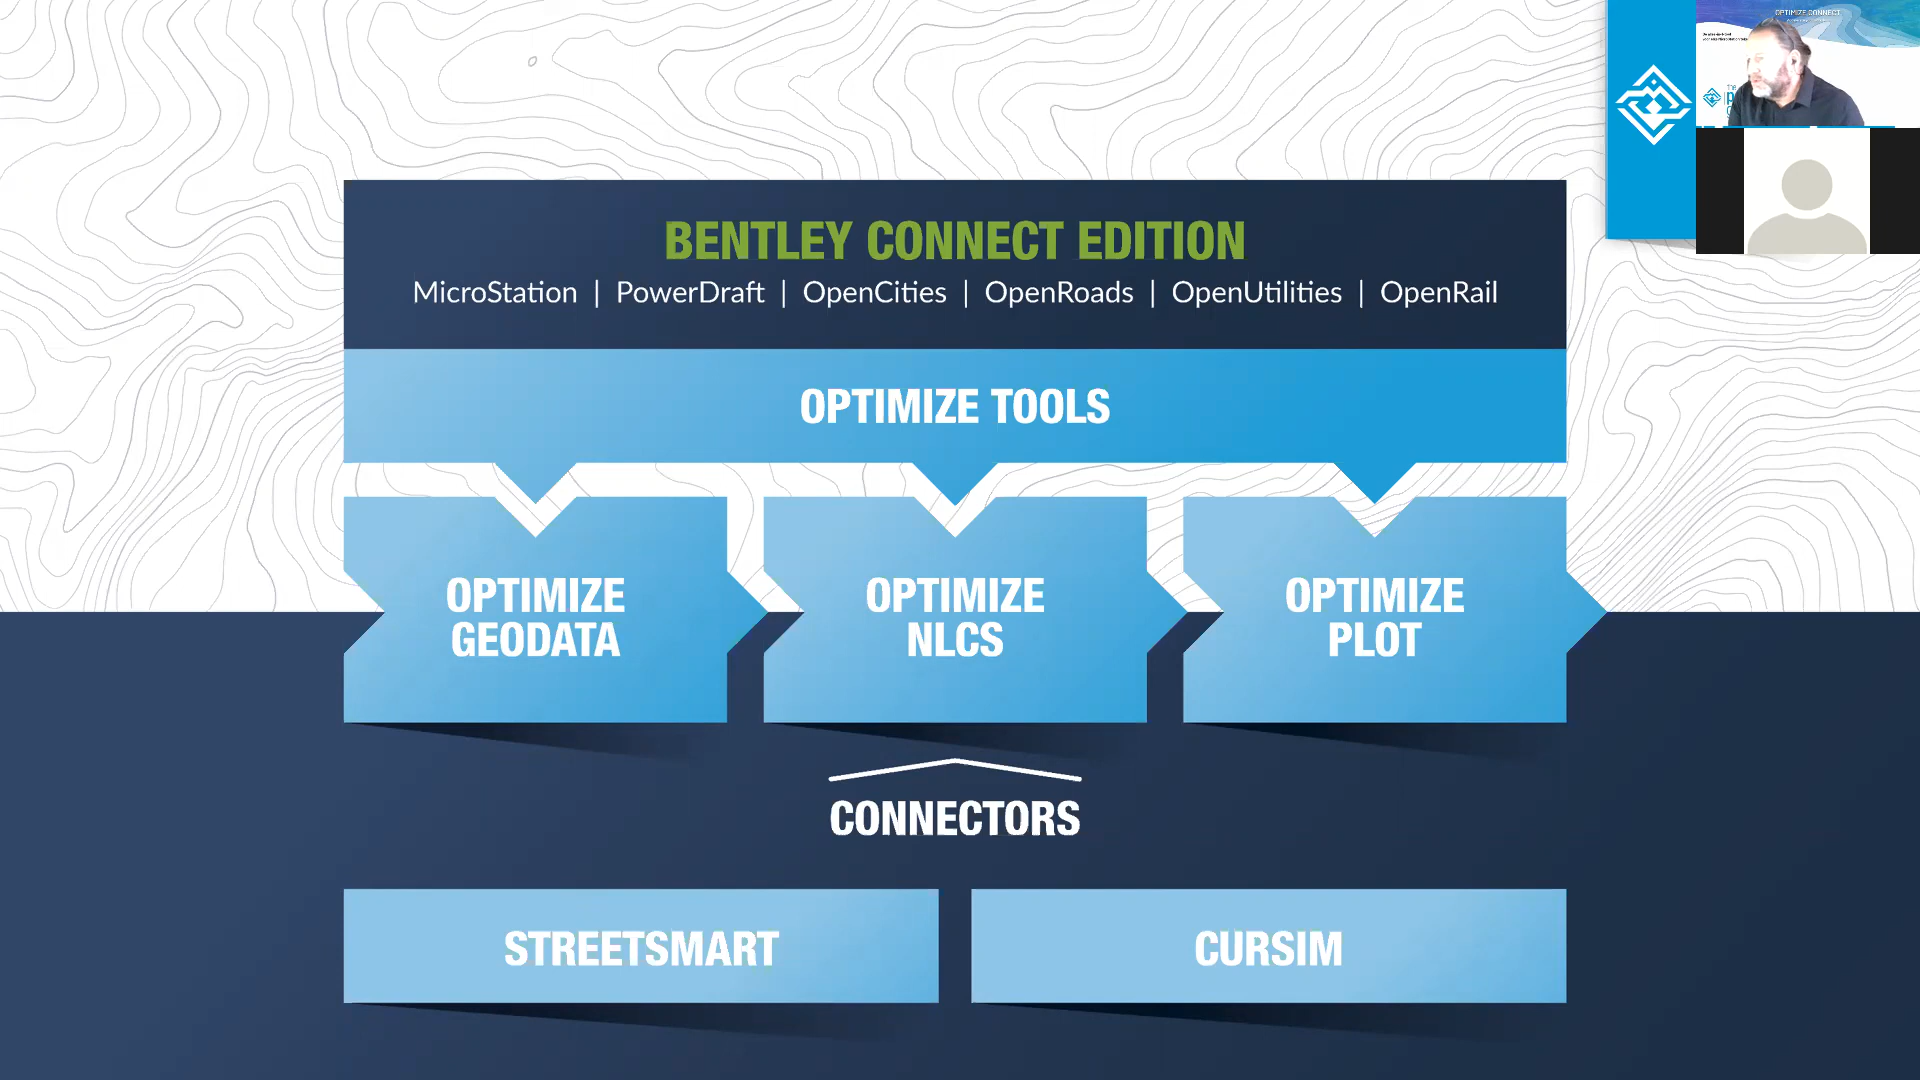 BENTLEY CONNECT EDITION
MicroStation | PowerDraft | OpenCities | OpenRoads | OpenUtilities | OpenRail
OPTIMIZE TOOLS
OPTIMIZE
GEODATA
OPTIMIZE
NLCS
OPTIMIZE
PLOT
CONNECTORS
STREETSMART
CURSIM
OPTIMIZE.CONNECT